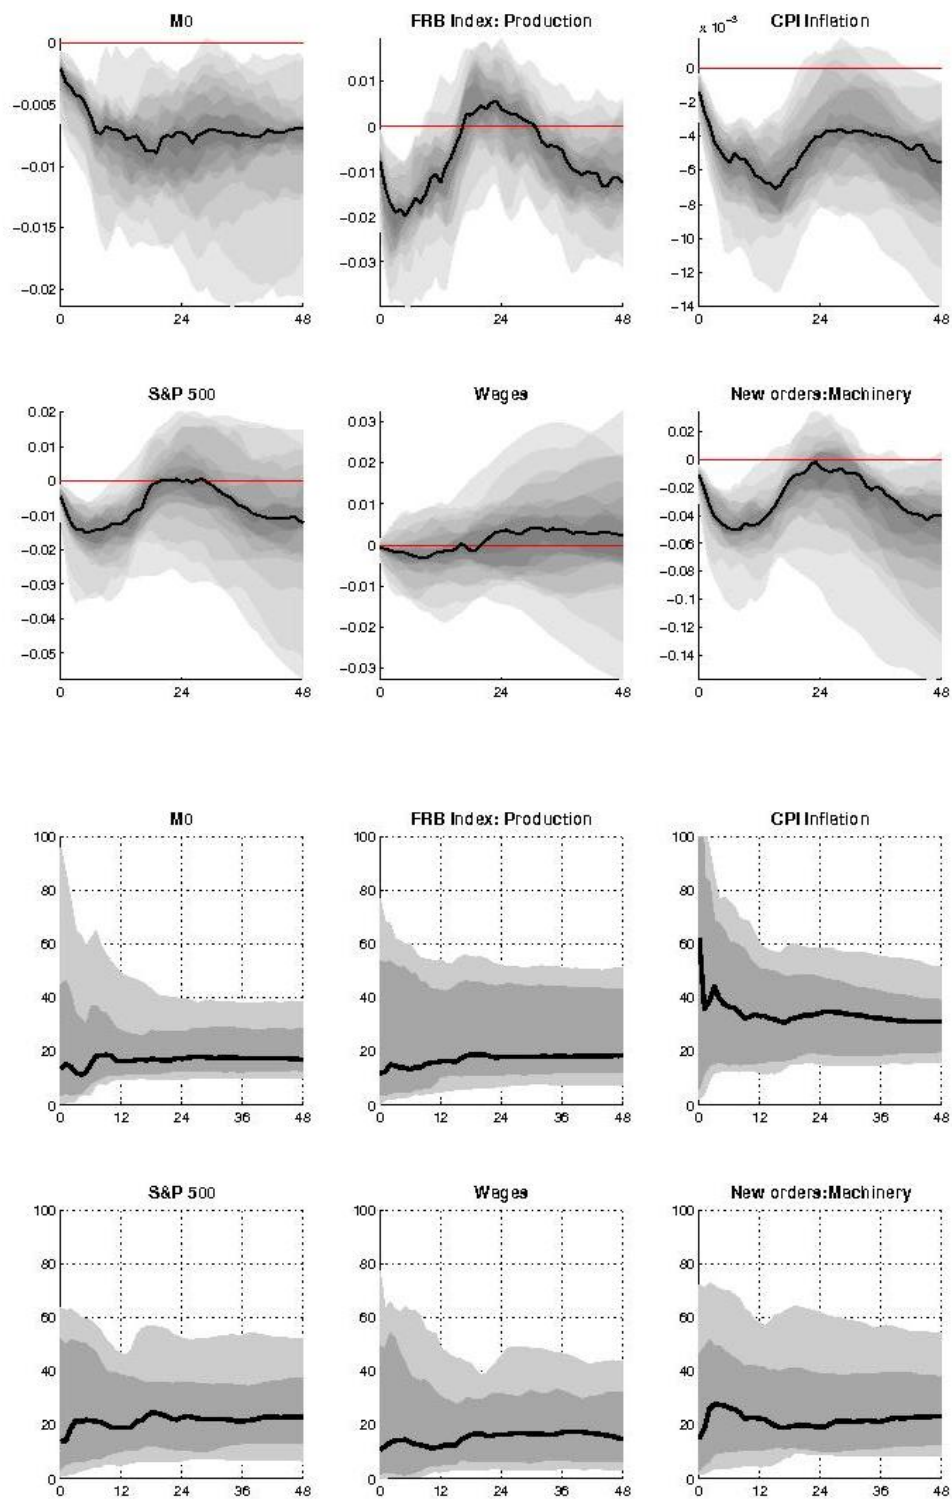 M0 FRB Index: Production CPI Inflation
x 10⁻³
0 0.01 0
−0.005 0 −2
−0.01 −0.01 −4
−0.015 −0.02 −6
−0.02 −0.03 −8
−10
−12
−14
0 24 48 0 24 48 0 24 48
S&P 500 Wages New orders:Machinery
0.02 0.03 0.02
0.01 0.02 0
0 0.01 −0.02
−0.01 0 −0.04
−0.02 −0.01 −0.06
−0.03 −0.02 −0.08
−0.04 −0.03 −0.1
−0.05 −0.12
−0.14
0 24 48 0 24 48 0 24 48
M0 FRB Index: Production CPI Inflation
100 100 100
80 80 80
60 60 60
40 40 40
20 20 20
0 0 0
0 12 24 36 48 0 12 24 36 48 0 12 24 36 48
S&P 500 Wages New orders:Machinery
100 100 100
80 80 80
60 60 60
40 40 40
20 20 20
0 0 0
0 12 24 36 48 0 12 24 36 48 0 12 24 36 48